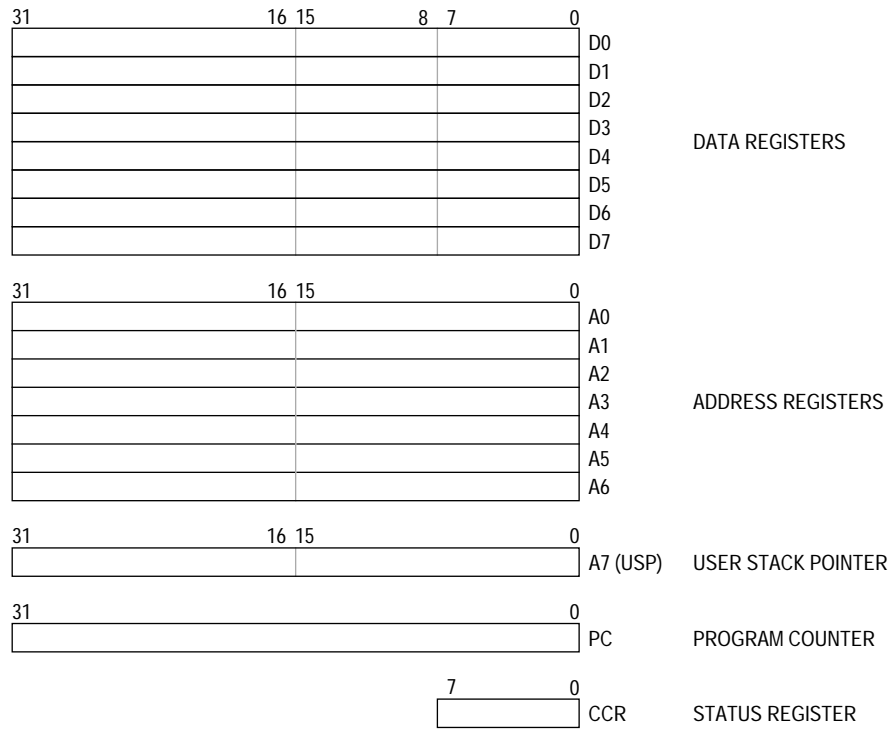 31 16 15 8 7 0
D0
D1
D2
D3
D4 DATA REGISTERS
D5
D6
D7
31 16 15 0
A0
A1
A2
A3 ADDRESS REGISTERS
A4
A5
A6
31 16 15 0
A7 (USP) USER STACK POINTER
31 0
PC PROGRAM COUNTER
7 0
CCR STATUS REGISTER